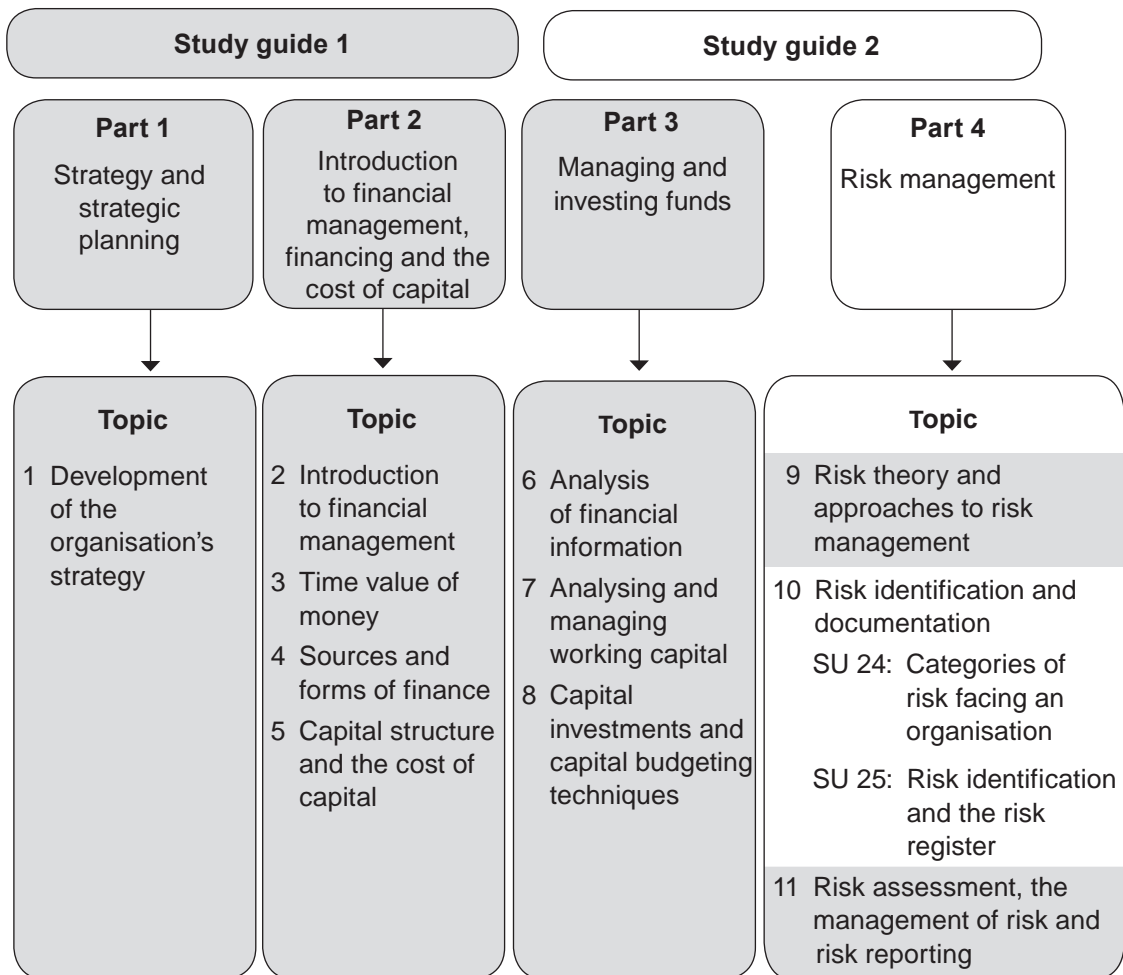 Study guide 1
Study guide 2
Part 1
Strategy and
strategic
planning
Part 2
Introduction
to financial
management,
financing and the
cost of capital
Part 3
Managing and
investing funds
Part 4
Risk management
Topic
1 Development
of the
organisation's
strategy
Topic
2 Introduction
to financial
management
3 Time value of
money
4 Sources and
forms of finance
5 Capital structure
and the cost of
capital
Topic
6 Analysis
of financial
information
7 Analysing and
managing
working capital
8 Capital
investments and
capital budgeting
techniques
Topic
9 Risk theory and
approaches to risk
management
10 Risk identification and
documentation
SU 24: Categories of
risk facing an
organisation
SU 25: Risk identification
and the risk
register
11 Risk assessment, the
management of risk and
risk reporting